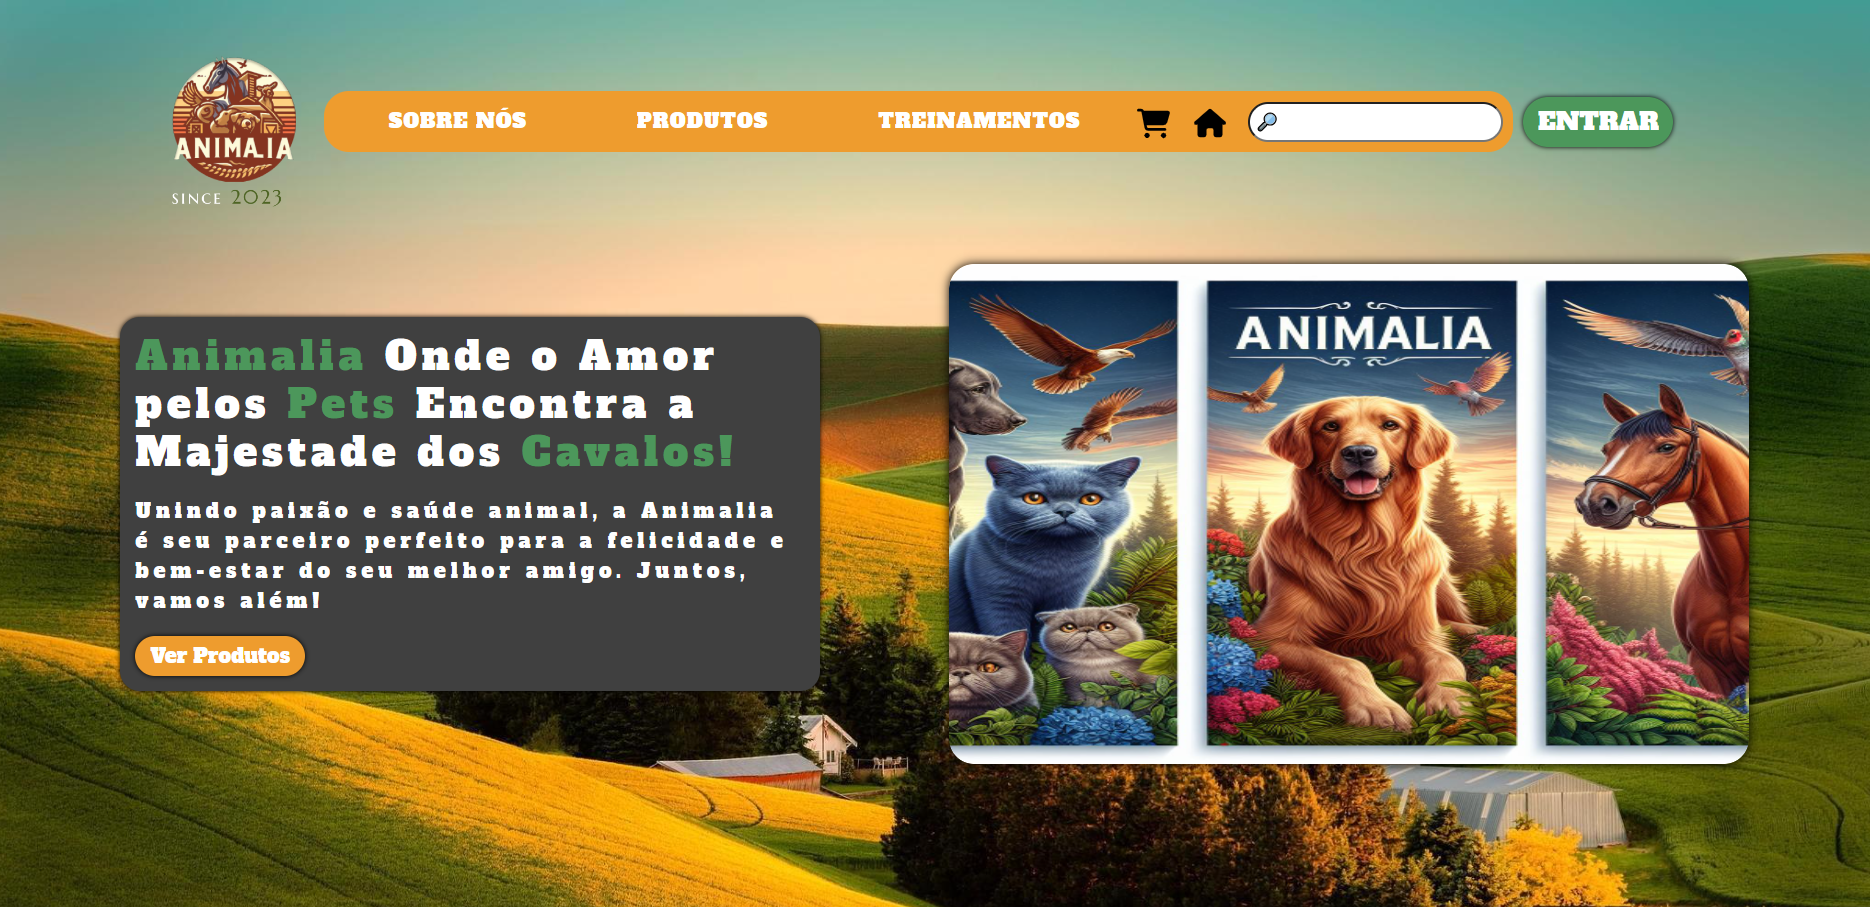 ANIMALIA
SINCE 2023
SOBRE NÓS
PRODUTOS
TREINAMENTOS
ENTRAR
Animalia Onde o Amor
pelos Pets Encontra a
Majestade dos Cavalos!
Unindo paixão e saúde animal, a Animalia
é seu parceiro perfeito para a felicidade e
bem-estar do seu melhor amigo. Juntos,
vamos além!
Ver Produtos
ANIMALIA